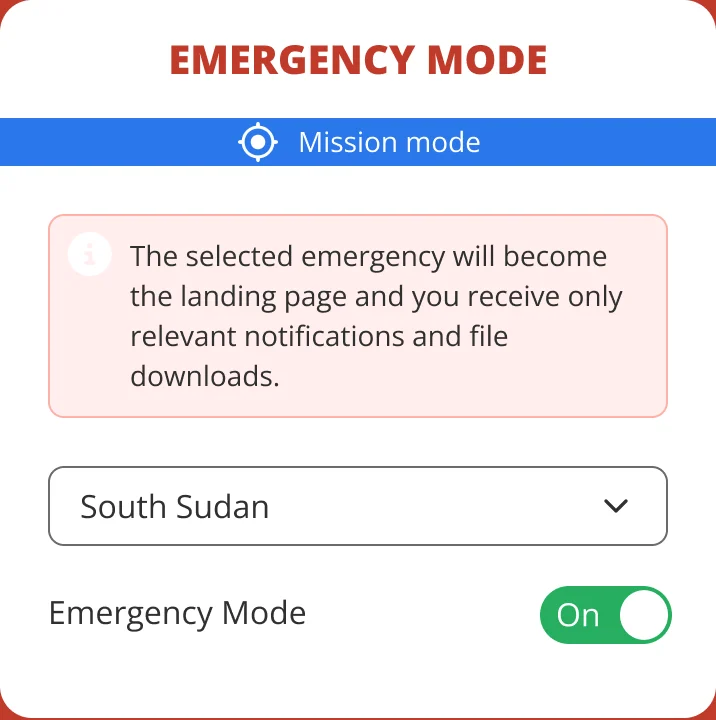 EMERGENCY MODE
Mission mode
The selected emergency will become
the landing page and you receive only
relevant notifications and file
downloads.
South Sudan
Emergency Mode
On